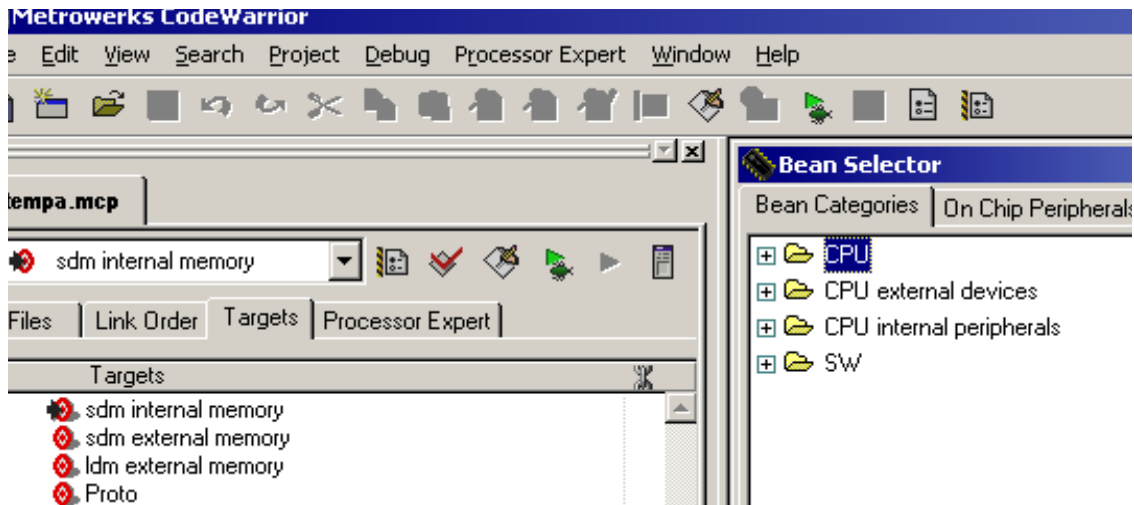 Metrowerks CodeWarrior
e Edit View Search Project Debug Processor Expert Window Help
Bean Selector
tempa.mcp
Bean Categories On Chip Peripherals
sdm internal memory
CPU
CPU external devices
Files Link Order Targets Processor Expert
CPU internal peripherals
SW
Targets
sdm internal memory
sdm external memory
ldm external memory
Proto